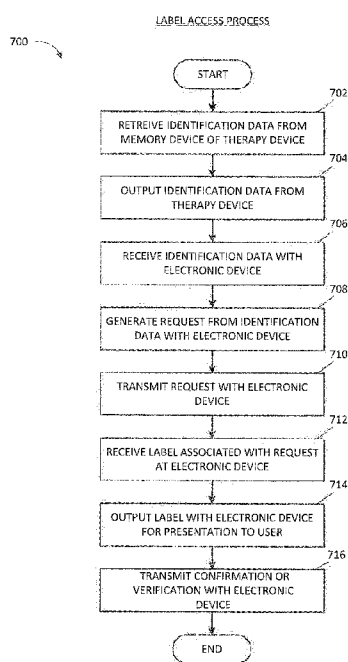 LABEL ACCESS PROCESS
700
START
702
RETREIVE IDENTIFICATION DATA FROM
MEMORY DEVICE OF THERAPY DEVICE
704
OUTPUT IDENTIFICATION DATA FROM
THERAPY DEVICE
706
RECEIVE IDENTIFICATION DATA WITH
ELECTRONIC DEVICE
708
GENERATE REQUEST FROM IDENTIFICATION
DATA WITH ELECTRONIC DEVICE
710
TRANSMIT REQUEST WITH ELECTRONIC
DEVICE
712
RECEIVE LABEL ASSOCIATED WITH REQUEST
AT ELECTRONIC DEVICE
714
OUTPUT LABEL WITH ELECTRONIC DEVICE
FOR PRESENTATION TO USER
716
TRANSMIT CONFIRMATION OR
VERIFICATION WITH ELECTRONIC
DEVICE
END